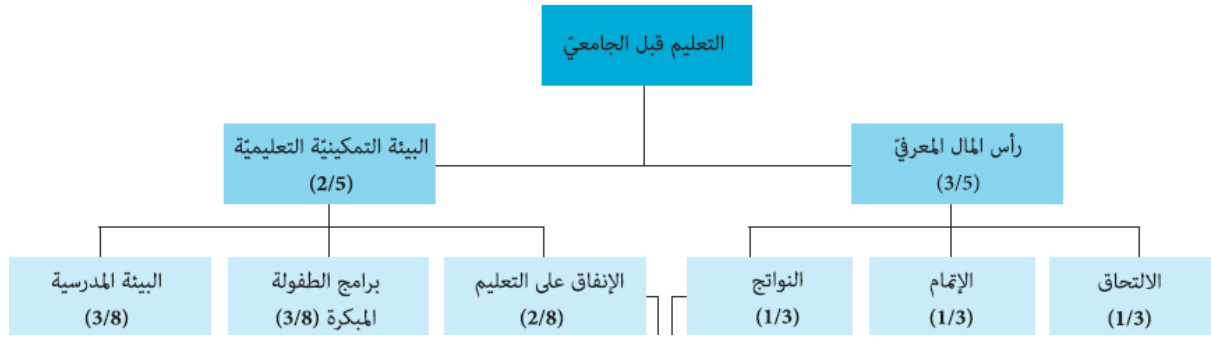 التعليم قبل الجامعيّ
رأس المال المعرفيّ
(3/5)
البيئة التمكينيّة التعليميّة
(2/5)
الالتحاق
(1/3)
الإتمام
(1/3)
النواتج
(1/3)
الإنفاق على التعليم
(2/8)
برامج الطفولة
المبكرة (3/8)
البيئة المدرسية
(3/8)